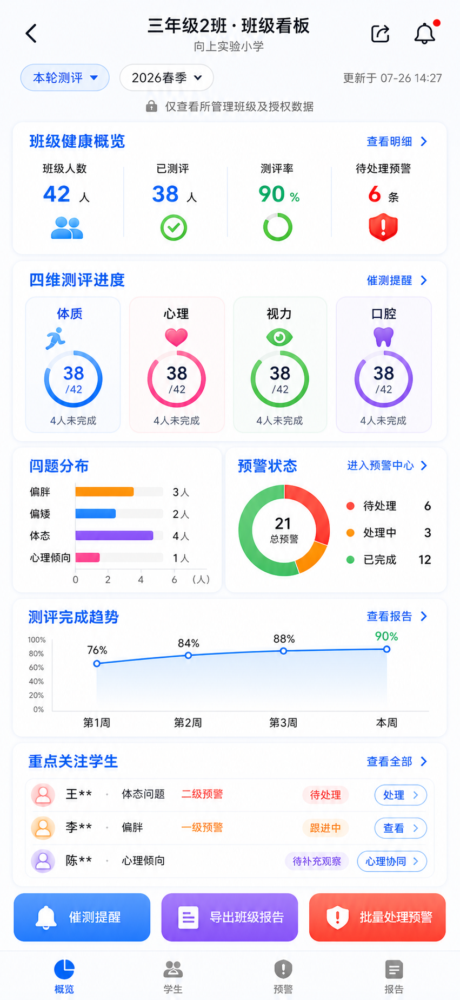 三年级2班 · 班级看板
向上实验小学
本轮测评 2026春季 更新于 07-26 14:27
仅查看所管理班级及授权数据
班级健康概览 查看明细
班级人数 已测评 测评率 待处理预警
42 人 38 人 90 % 6 条
四维测评进度 催测提醒
体质 心理 视力 口腔
38 38 38 38
/42 /42 /42 /42
4人未完成 4人未完成 4人未完成 4人未完成
闪题分布
偏胖 3人
偏矮 2人
体态 4人
心理倾向 1人
0 2 4 6 (人)
预警状态 进入预警中心
21
总预警
待处理 6
处理中 3
已完成 12
测评完成趋势 查看报告
100%
80%
60%
40%
20%
0%
76% 84% 88% 90%
第1周 第2周 第3周 本周
重点关注学生 查看全部
王** · 体态问题 二级预警 待处理 处理
李** · 偏胖 一级预警 跟进中 查看
陈** · 心理倾向 待补充观察 心理协同
催测提醒 导出班级报告 批量处理预警
概览 学生 预警 报告